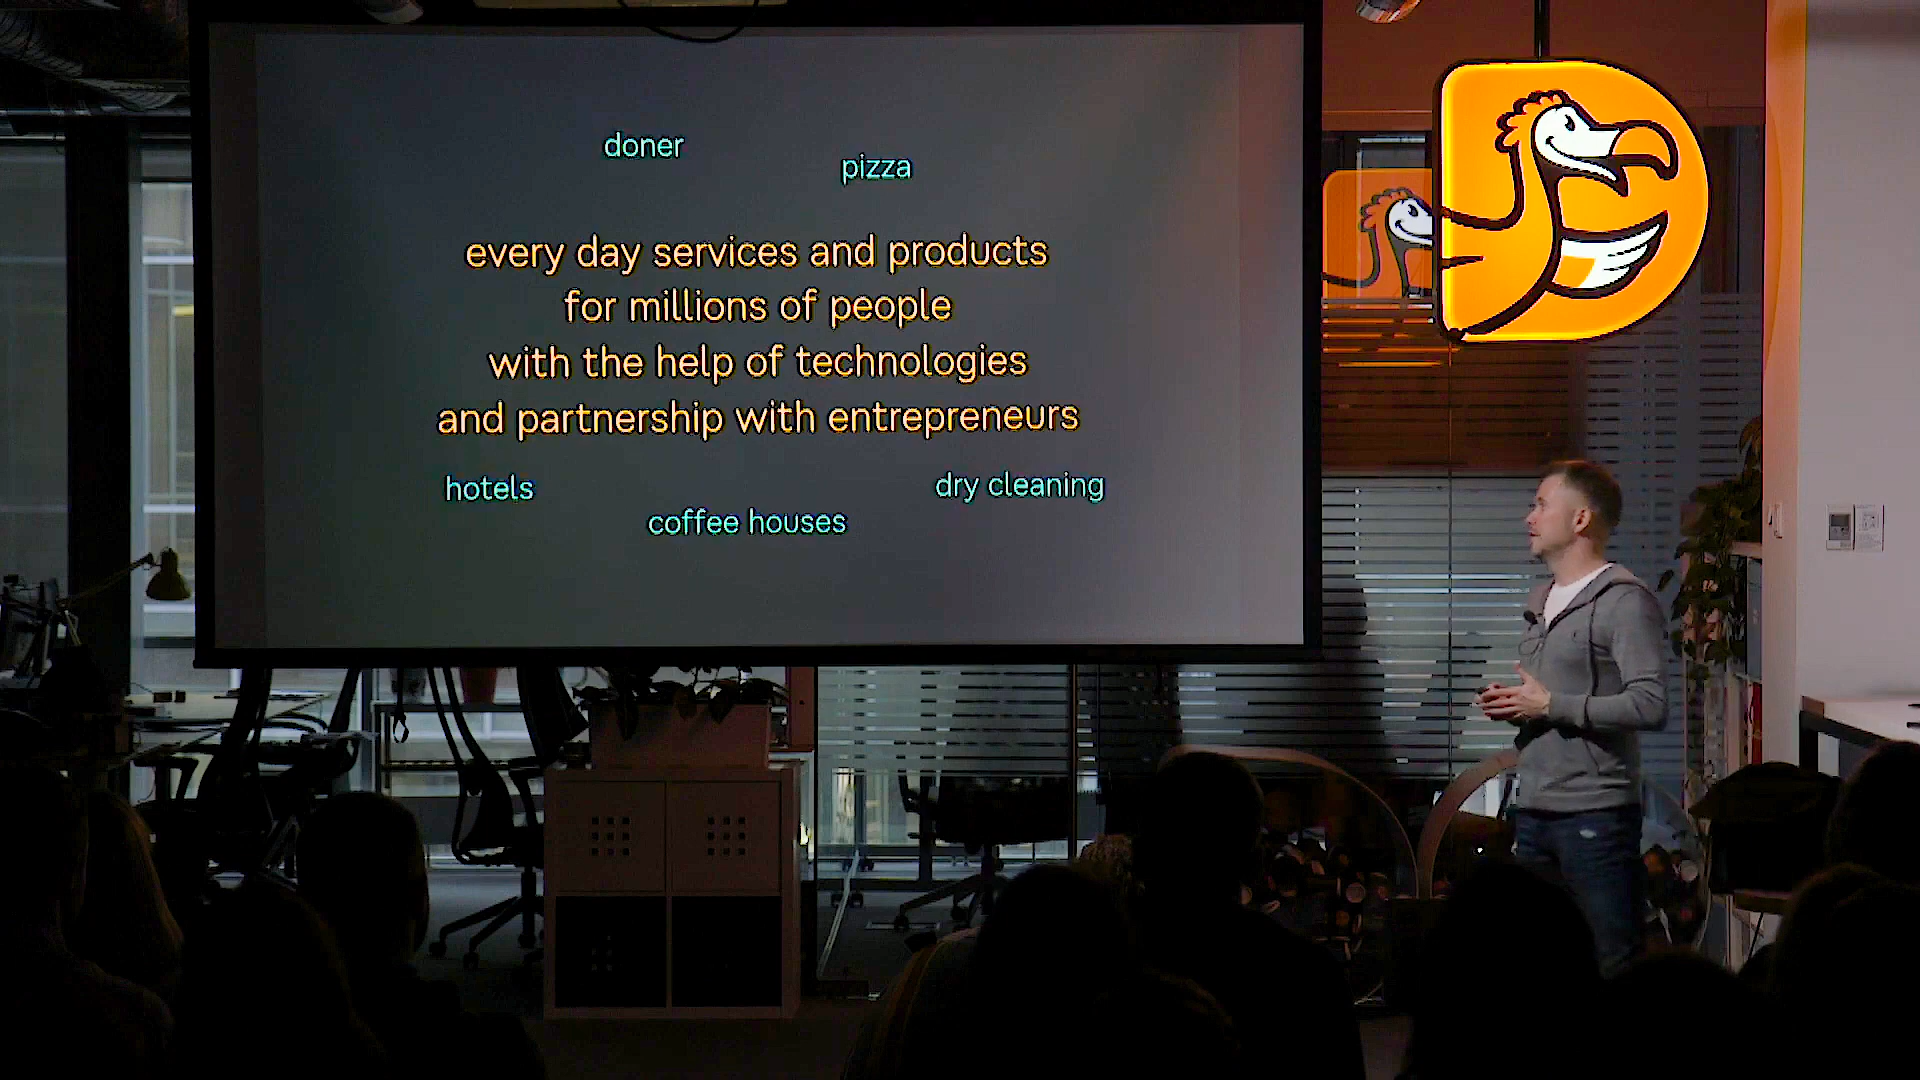 doner
pizza
every day services and products
for millions of people
with the help of technologies
and partnership with entrepreneurs
hotels
dry cleaning
coffee houses